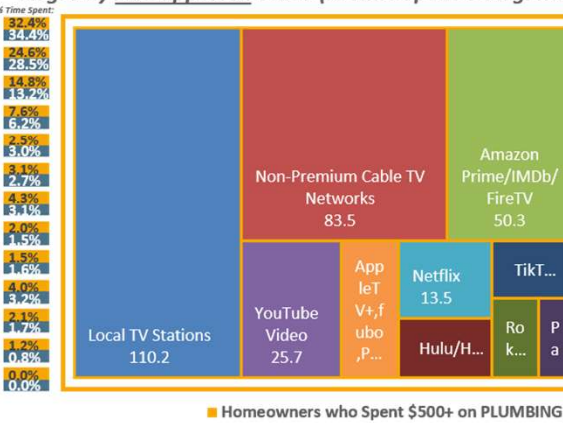 % Time Spent:
32.4%
34.4%
24.6%
28.5%
14.8%
13.2%
7.6%
6.2%
2.5%
3.0%
3.1%
2.7%
4.3%
3.1%
2.0%
1.5%
1.5%
1.6%
4.0%
3.2%
2.1%
1.7%
1.2%
0.8%
0.0%
0.0%
Local TV Stations
110.2
Non-Premium Cable TV
Networks
83.5
Amazon
Prime/IMDb/
FireTV
50.3
YouTube
Video
25.7
App
leT
V+,f
ubo
,P...
Netflix
13.5
Hulu/H...
TikT...
Ro
k...
P
a
Homeowners who Spent $500+ on PLUMBING